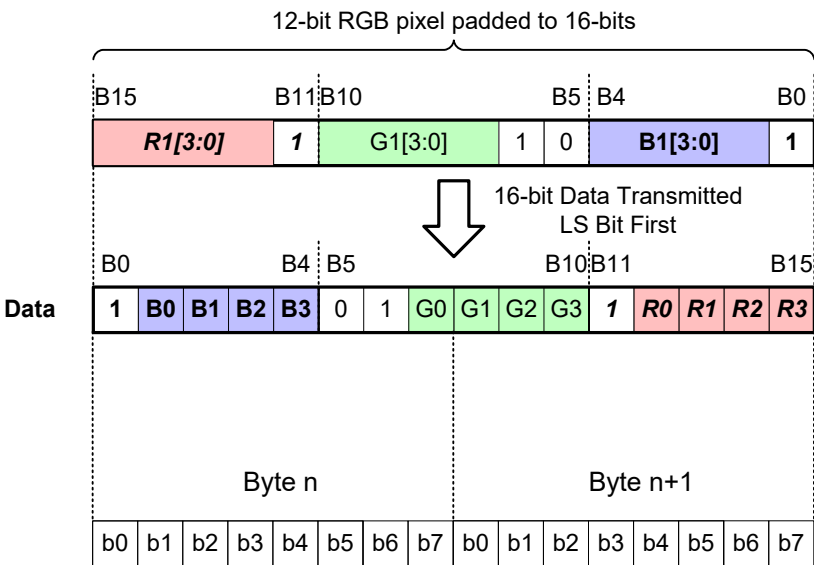 12-bit RGB pixel padded to 16-bits
B15 B11 B10 B5 B4 B0
R1[3:0] 1 G1[3:0] 1 0 B1[3:0] 1
16-bit Data Transmitted
LS Bit First
B0 B4 B5 B10 B11 B15
Data 1 B0 B1 B2 B3 0 1 G0 G1 G2 G3 1 R0 R1 R2 R3
Byte n Byte n+1
b0 b1 b2 b3 b4 b5 b6 b7 b0 b1 b2 b3 b4 b5 b6 b7